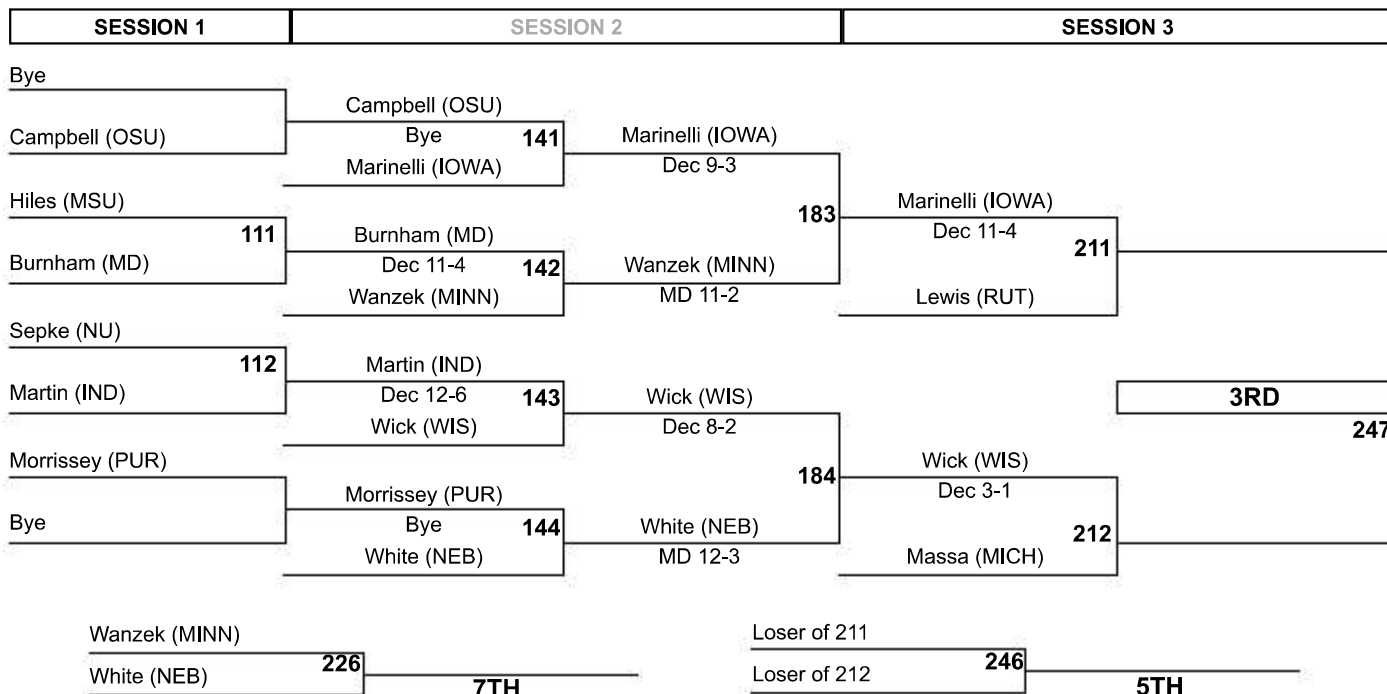 SESSION 1
SESSION 2
SESSION 3
Bye
Campbell (OSU)
Campbell (OSU)
Bye
141
Marinelli (IOWA)
Marinelli (IOWA)
Dec 9-3
Hiles (MSU)
111
Burnham (MD)
Burnham (MD)
Dec 11-4
142
Wanzek (MINN)
Wanzek (MINN)
MD 11-2
183
Marinelli (IOWA)
Dec 11-4
211
Lewis (RUT)
Sepke (NU)
112
Martin (IND)
Martin (IND)
Dec 12-6
143
Wick (WIS)
Wick (WIS)
Dec 8-2
3RD
247
Morrissey (PUR)
Bye
Morrissey (PUR)
Bye
144
White (NEB)
White (NEB)
MD 12-3
184
Wick (WIS)
Dec 3-1
212
Massa (MICH)
Wanzek (MINN)
226
White (NEB)
7TH
Loser of 211
246
Loser of 212
5TH